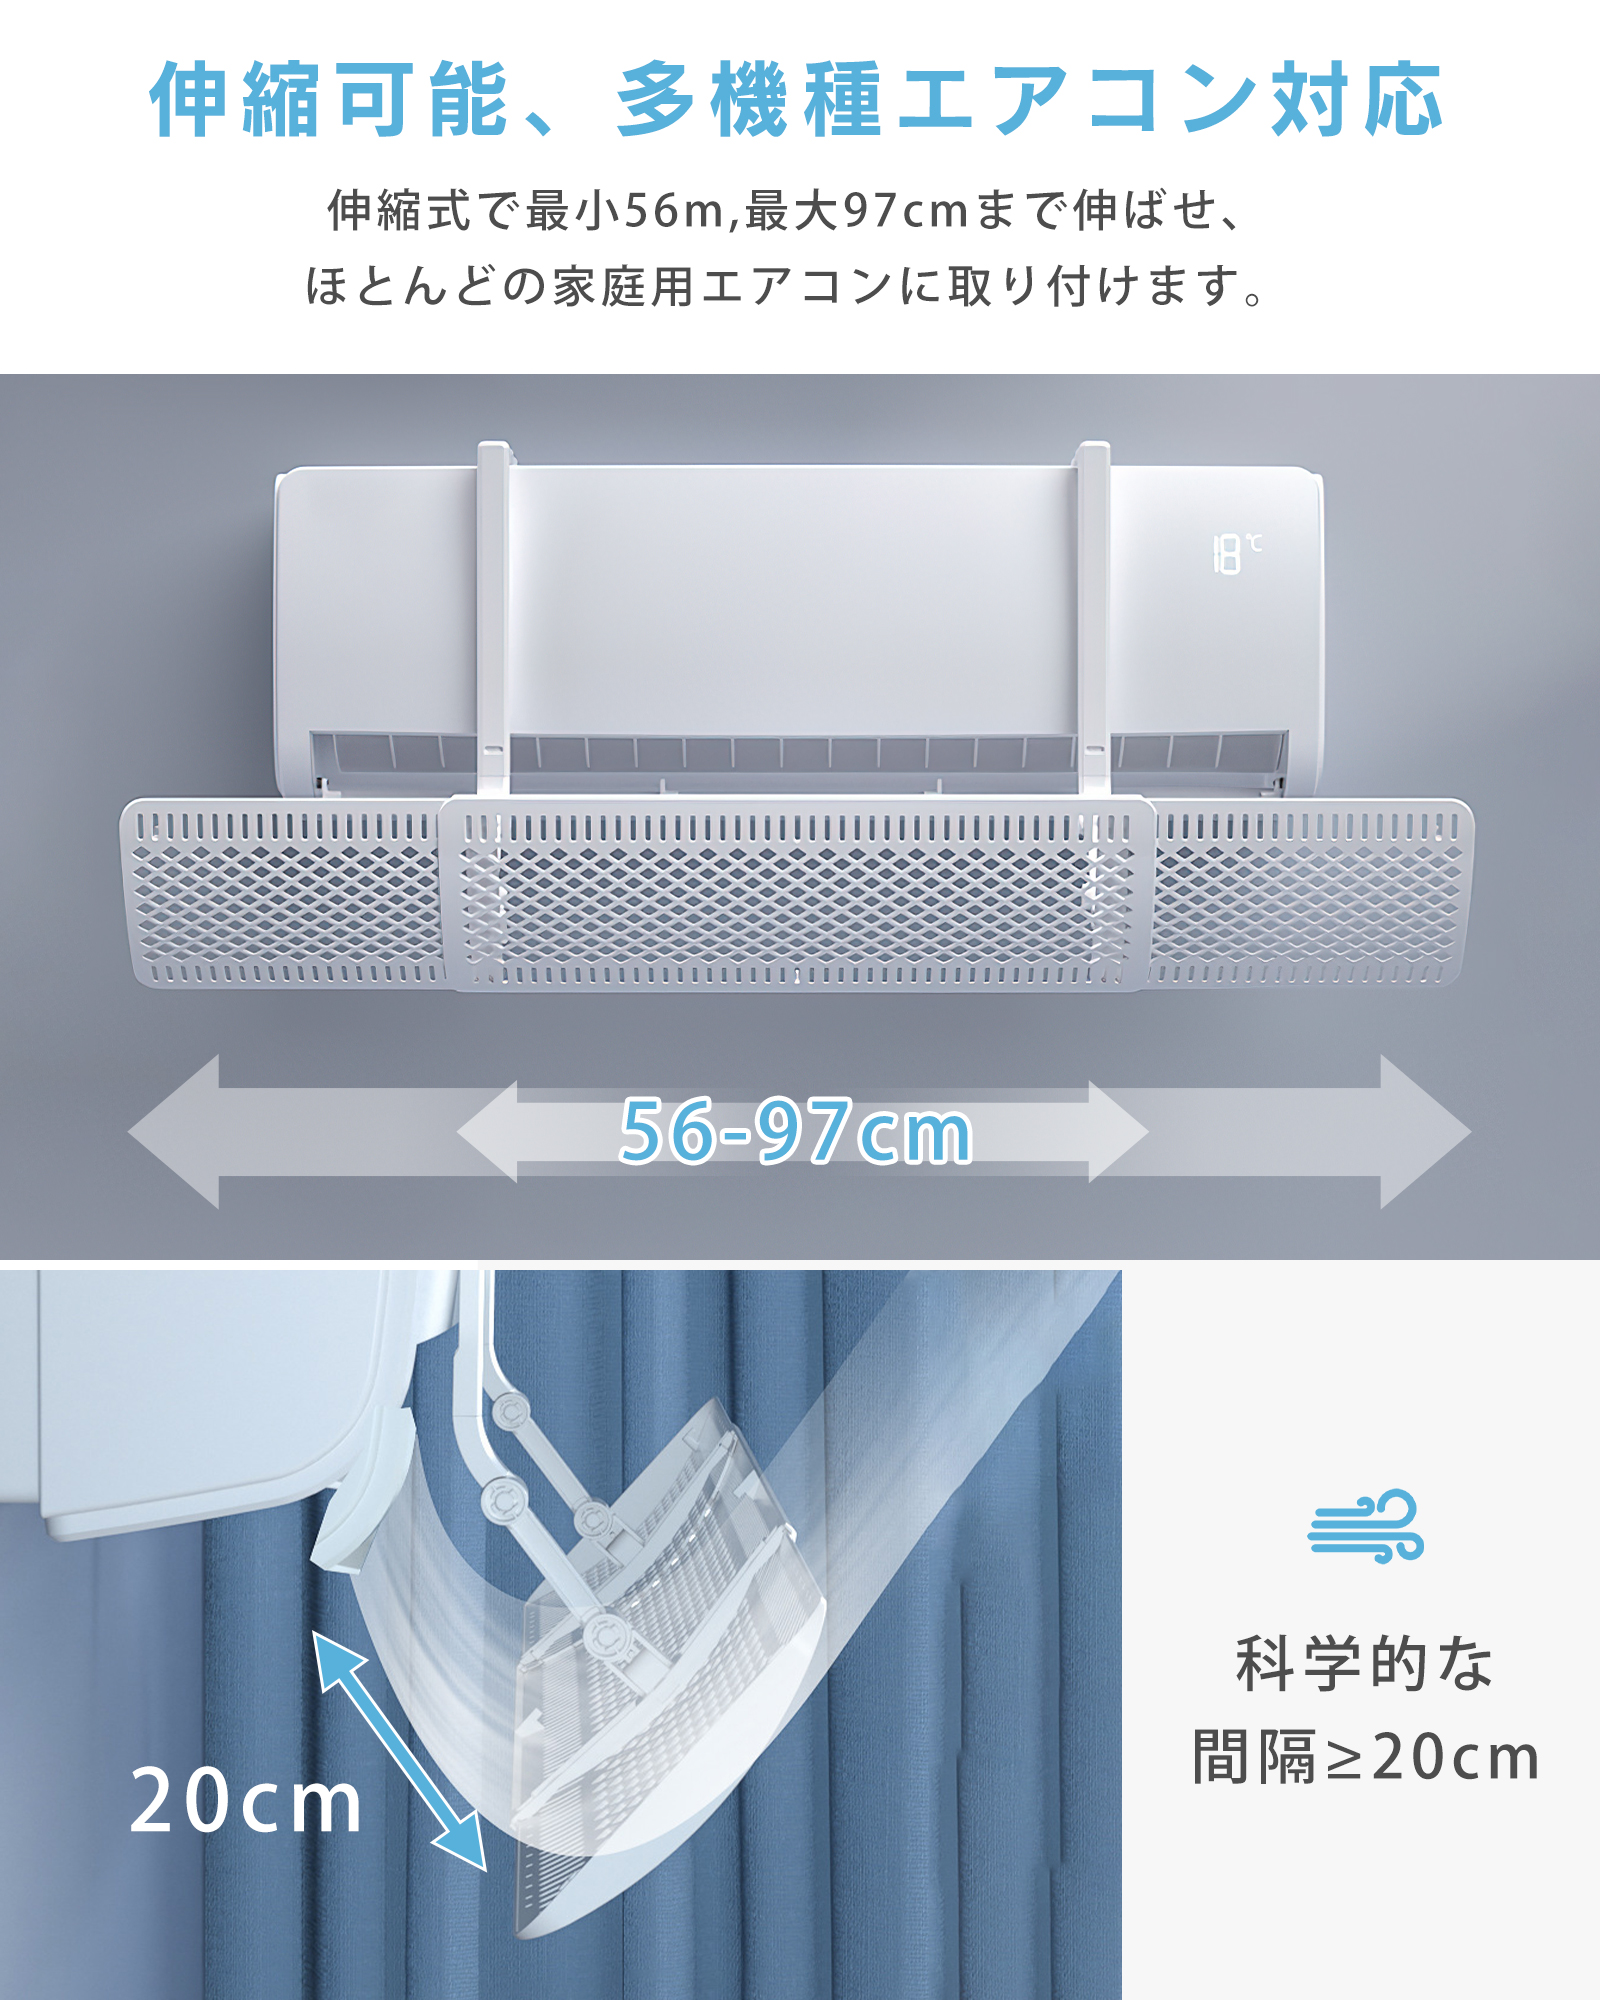 伸縮可能、多機種エアコン対応
伸縮式で最小56m,最大97cmまで伸ばせ、
ほとんどの家庭用エアコンに取り付けます。
18℃
56-97cm
20cm
科学的な
間隔≥20cm